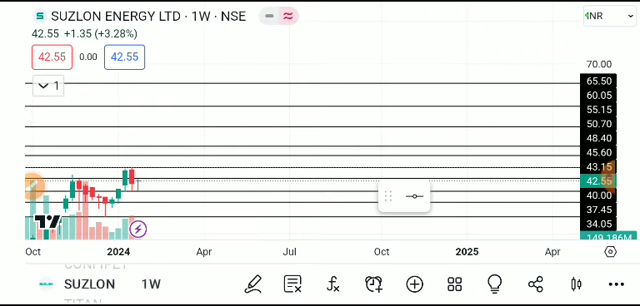 SUZLON ENERGY LTD · 1W · NSE
INR
42.55 +1.35 (+3.28%)
42.55 0.00 42.55
1
70.00
65.50
60.05
55.15
50.70
48.40
45.60
43.15
42.55
40.00
37.45
34.05
149.186M
Oct 2024 Apr Jul Oct 2025 Apr
SUZLON 1W
TITAN